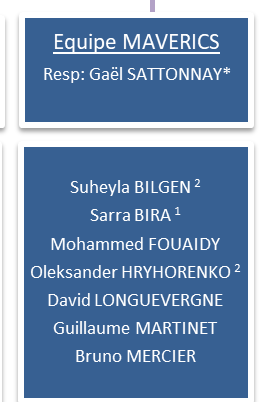 Equipe MAVERICS
Resp: Gaël SATTONNAY*
Suheyla BILGEN ²
Sarra BIRA ¹
Mohammed FOUAIDY
Oleksander HRYHORENKO ²
David LONGUEVERGNE
Guillaume MARTINET
Bruno MERCIER